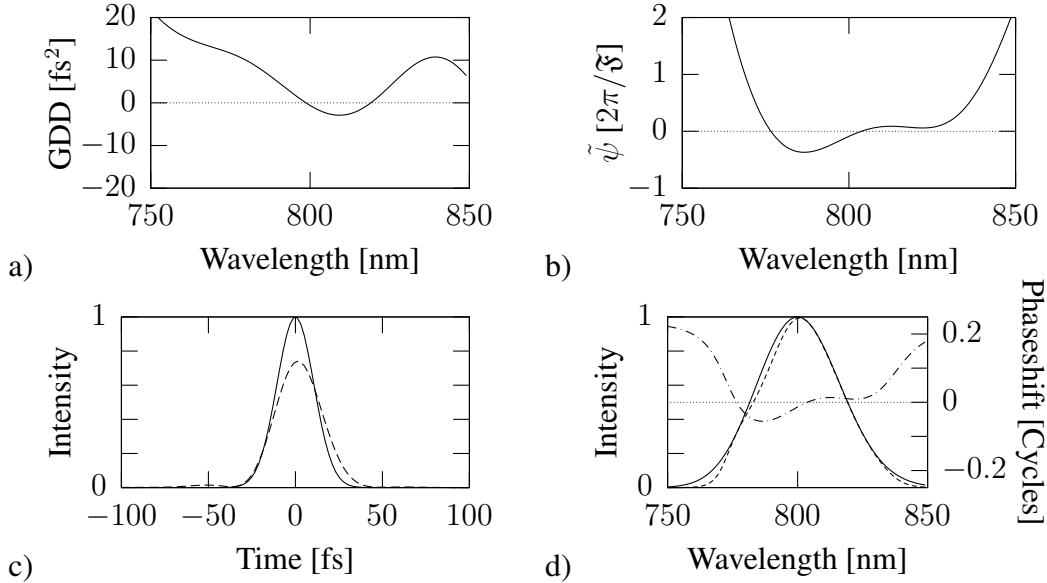 20
10
0
−10
−20
GDD [fs²]
750
800
850
Wavelength [nm]
a)
2
1
0
−1
ψ̃ [2π/𝔉]
750
800
850
Wavelength [nm]
b)
1
0
Intensity
−100
−50
0
50
100
Time [fs]
c)
1
0
Intensity
0.2
0
−0.2
Phaseshift [Cycles]
750
800
850
Wavelength [nm]
d)